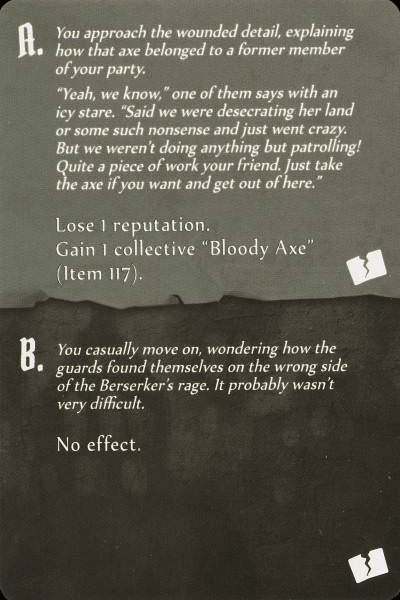 A.
You approach the wounded detail, explaining
how that axe belonged to a former member
of your party.
“Yeah, we know,” one of them says with an
icy stare. “Said we were desecrating her land
or some such nonsense and just went crazy.
But we weren't doing anything but patrolling!
Quite a piece of work your friend. Just take
the axe if you want and get out of here.”
Lose 1 reputation.
Gain 1 collective “Bloody Axe”
(Item 117).
B.
You casually move on, wondering how the
guards found themselves on the wrong side
of the Berserker's rage. It probably wasn't
very difficult.
No effect.